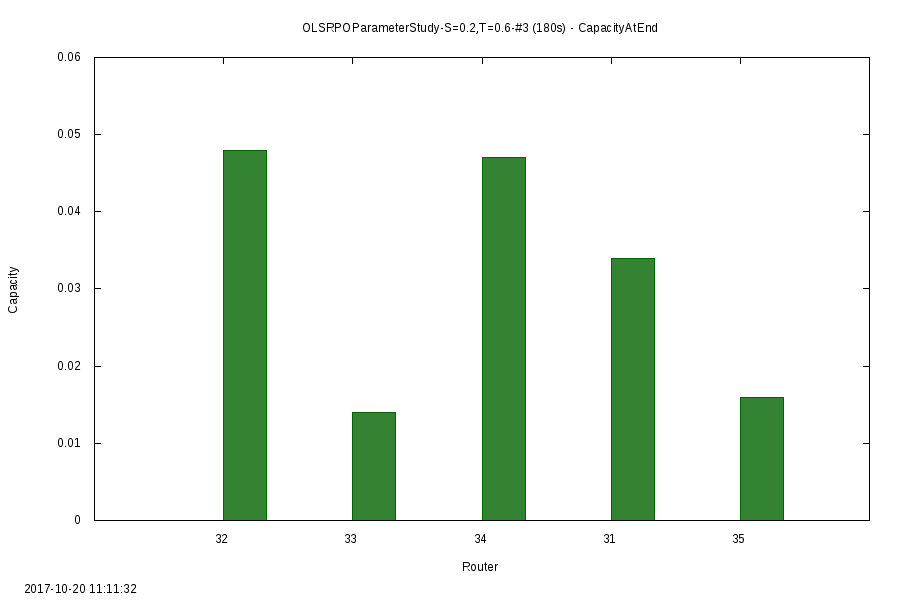 OLSRPOParameterStudy-S=0.2,T=0.6-#3 (180s) - CapacityAtEnd
0.06
0.05
0.04
0.03
0.02
0.01
0
Capacity
32 33 34 31 35
Router
2017-10-20 11:11:32